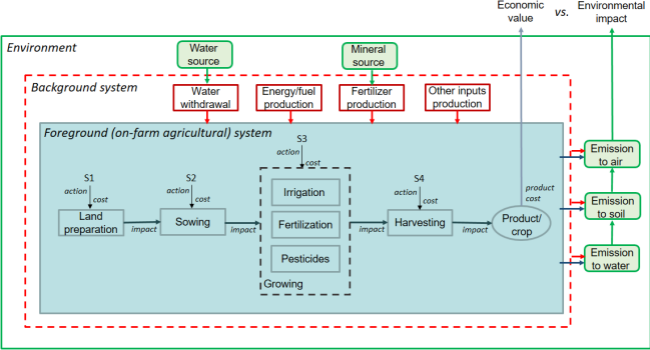 Economic
value
vs.
Environmental
impact
Environment
Water
source
Mineral
source
Background system
Water
withdrawal
Energy/fuel
production
Fertilizer
production
Other inputs
production
Foreground (on-farm agricultural) system
S3
action
cost
S1
action
cost
S2
action
cost
S4
action
cost
Land
preparation
impact
Sowing
impact
Irrigation
Fertilization
Pesticides
Growing
impact
Harvesting
impact
product
cost
Product/
crop
Emission
to air
Emission
to soil
Emission
to water